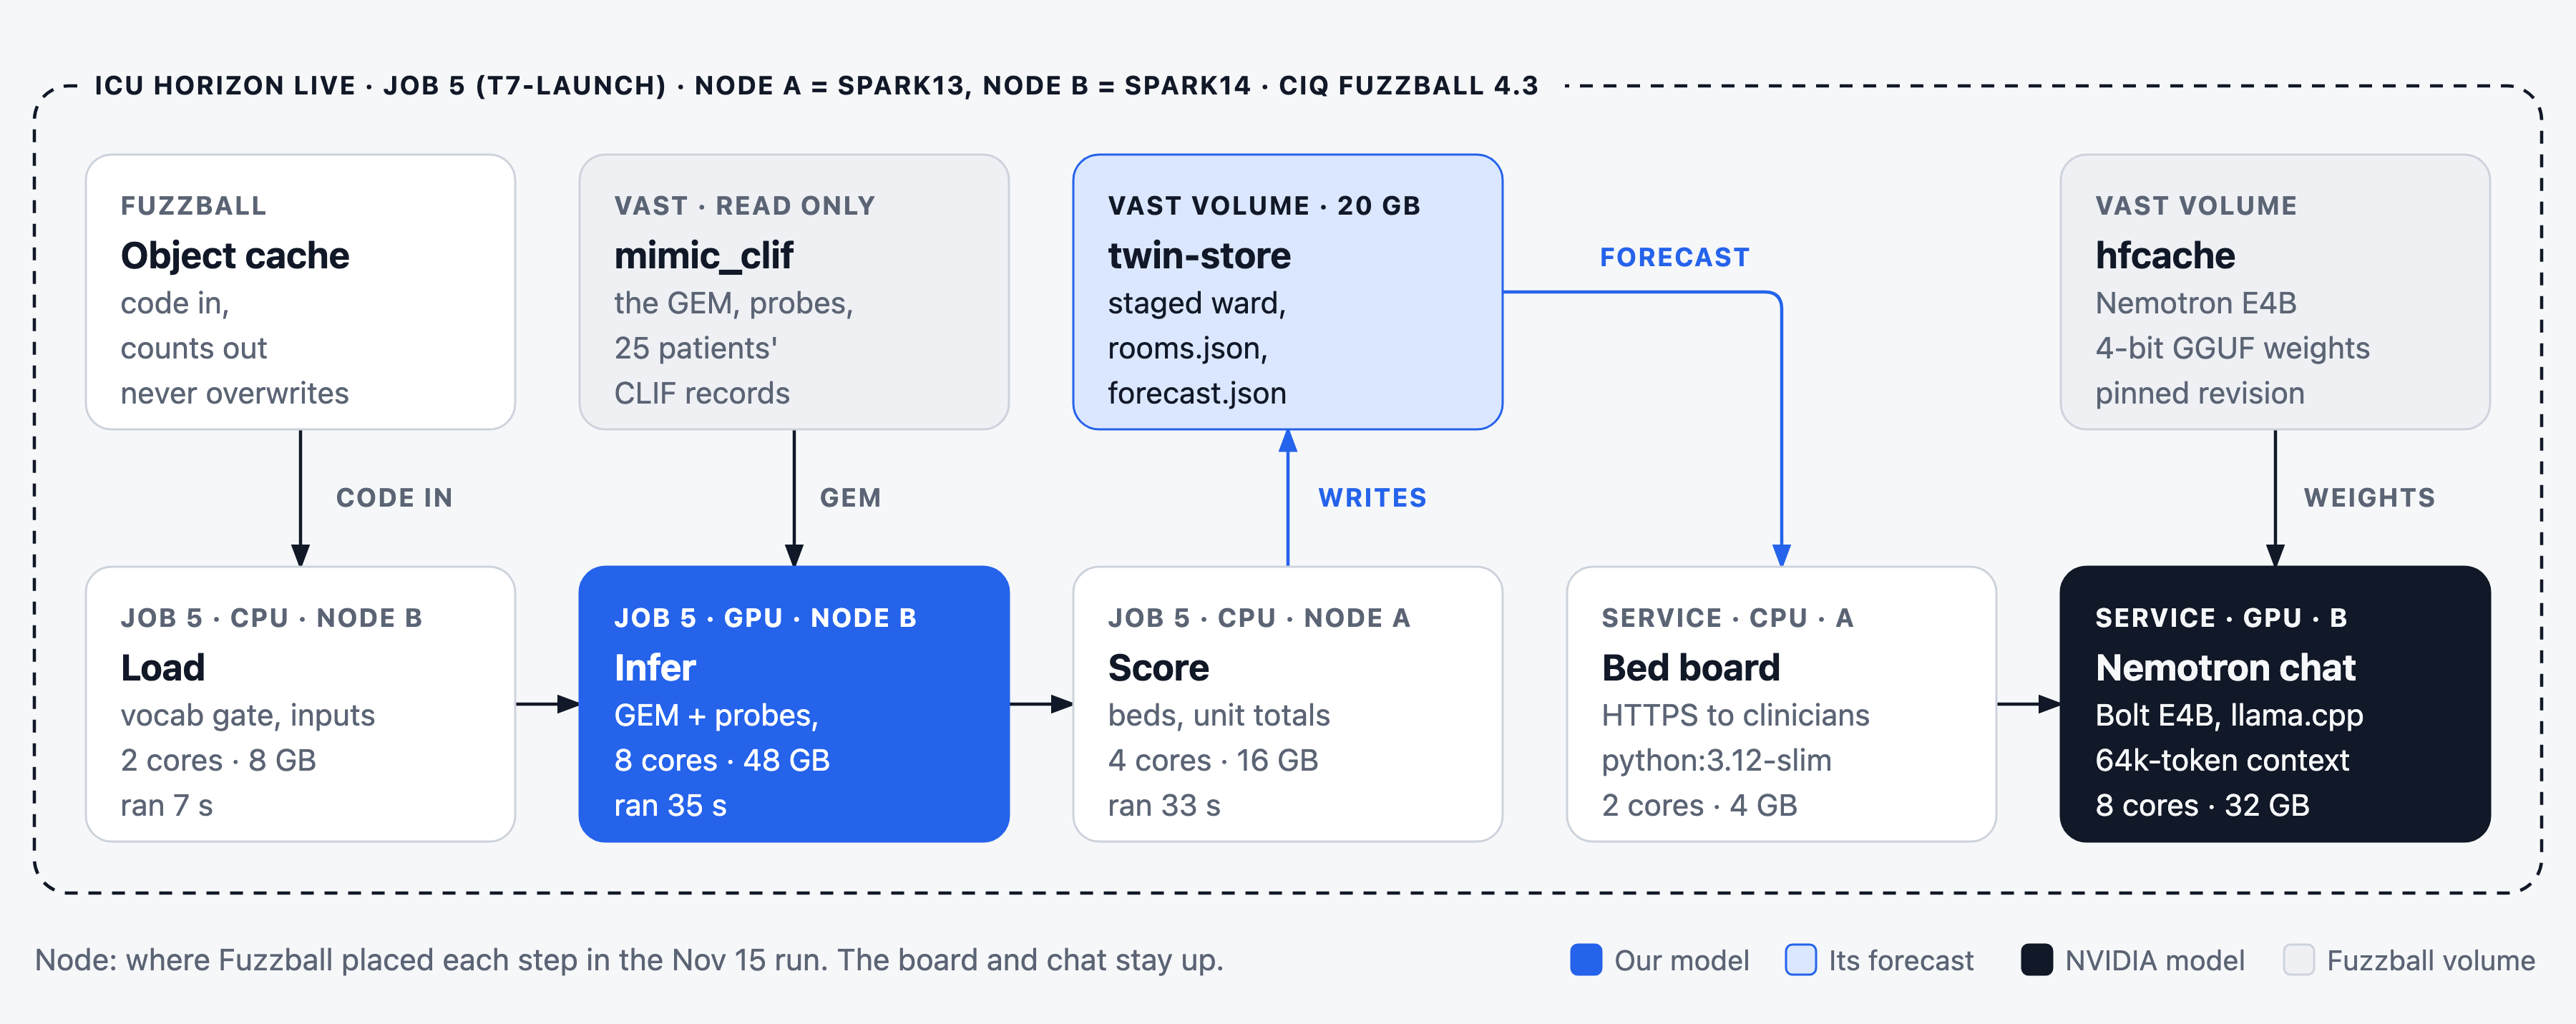 ICU HORIZON LIVE · JOB 5 (T7-LAUNCH) · NODE A = SPARK13, NODE B = SPARK14 · CIQ FUZZBALL 4.3
FUZZBALL
Object cache
code in,
counts out
never overwrites
VAST · READ ONLY
mimic_clif
the GEM, probes,
25 patients'
CLIF records
VAST VOLUME · 20 GB
twin-store
staged ward,
rooms.json,
forecast.json
FORECAST
VAST VOLUME
hfcache
Nemotron E4B
4-bit GGUF weights
pinned revision
CODE IN
GEM
WRITES
WEIGHTS
JOB 5 · CPU · NODE B
Load
vocab gate, inputs
2 cores · 8 GB
ran 7 s
JOB 5 · GPU · NODE B
Infer
GEM + probes,
8 cores · 48 GB
ran 35 s
JOB 5 · CPU · NODE A
Score
beds, unit totals
4 cores · 16 GB
ran 33 s
SERVICE · CPU · A
Bed board
HTTPS to clinicians
python:3.12-slim
2 cores · 4 GB
SERVICE · GPU · B
Nemotron chat
Bolt E4B, llama.cpp
64k-token context
8 cores · 32 GB
Node: where Fuzzball placed each step in the Nov 15 run. The board and chat stay up.
Our model
Its forecast
NVIDIA model
Fuzzball volume